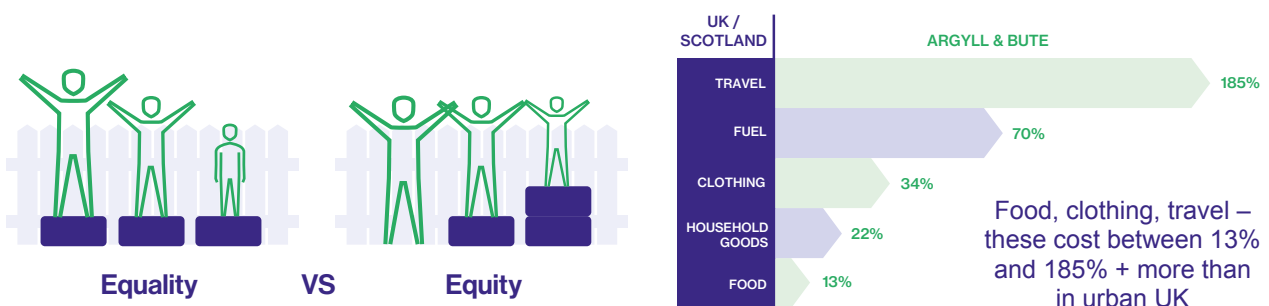 Equality VS Equity
UK /
SCOTLAND
ARGYLL & BUTE
TRAVEL
185%
FUEL
70%
CLOTHING
34%
HOUSEHOLD
GOODS
22%
FOOD
13%
Food, clothing, travel –
these cost between 13%
and 185% + more than
in urban UK